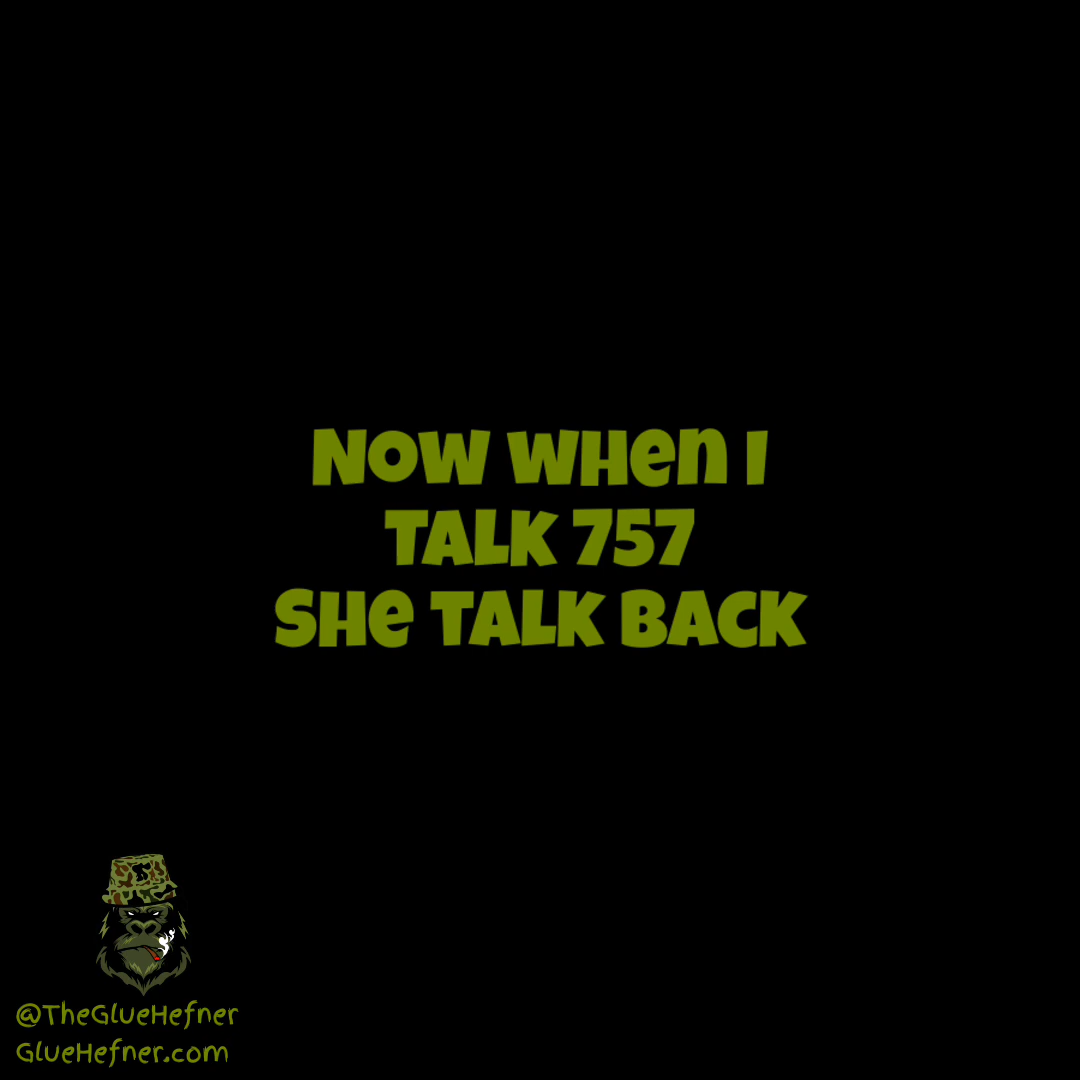 Now when I
talk 757
she talk back
@TheGlueHefner
GlueHefner.com